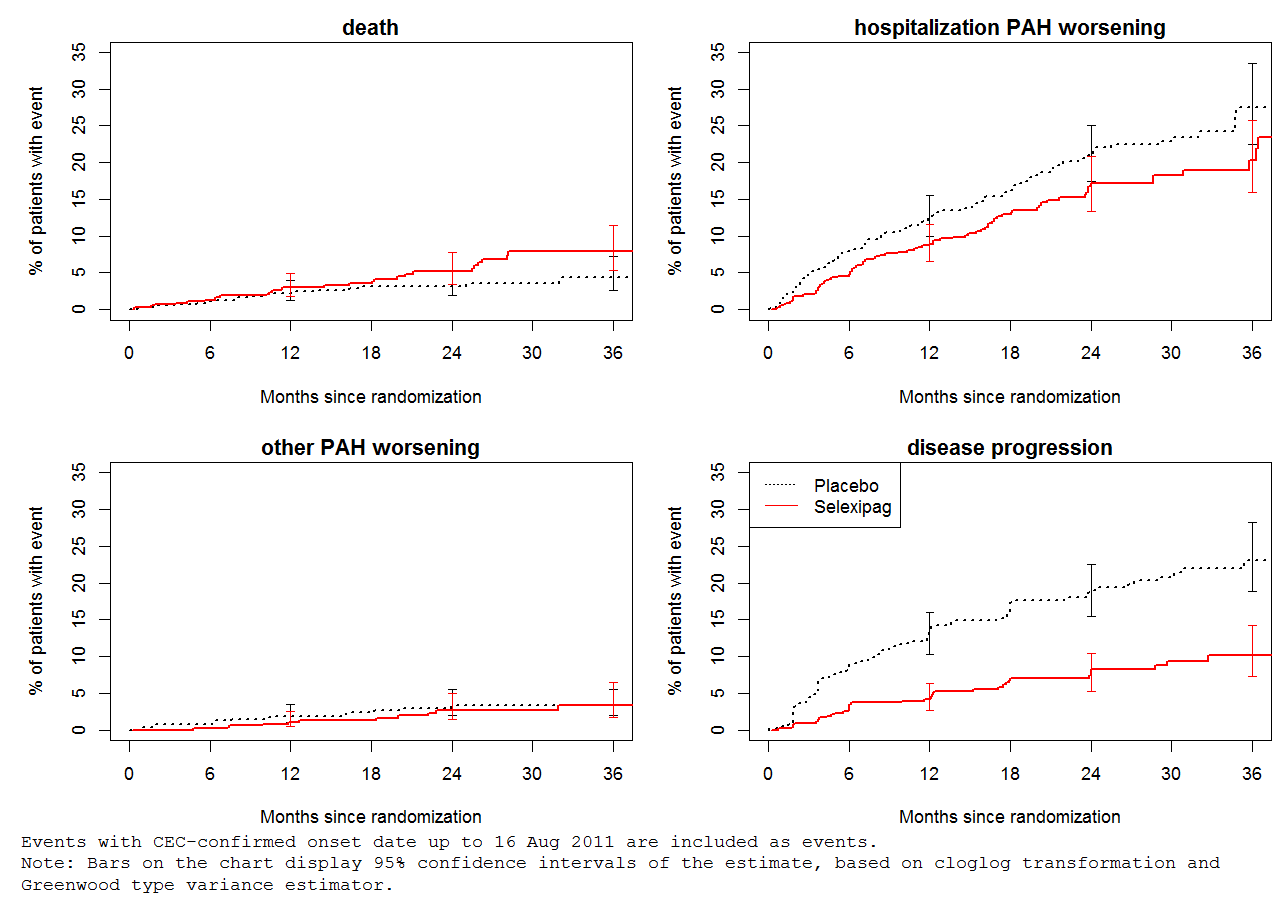 death
35
30
25
20
15
10
5
0
% of patients with event
0 6 12 18 24 30 36
Months since randomization
hospitalization PAH worsening
35
30
25
20
15
10
5
0
% of patients with event
0 6 12 18 24 30 36
Months since randomization
other PAH worsening
35
30
25
20
15
10
5
0
% of patients with event
0 6 12 18 24 30 36
Months since randomization
disease progression
35
30
25
20
15
10
5
0
% of patients with event
Placebo
Selexipag
0 6 12 18 24 30 36
Months since randomization
Events with CEC-confirmed onset date up to 16 Aug 2011 are included as events.
Note: Bars on the chart display 95% confidence intervals of the estimate, based on cloglog transformation and
Greenwood type variance estimator.